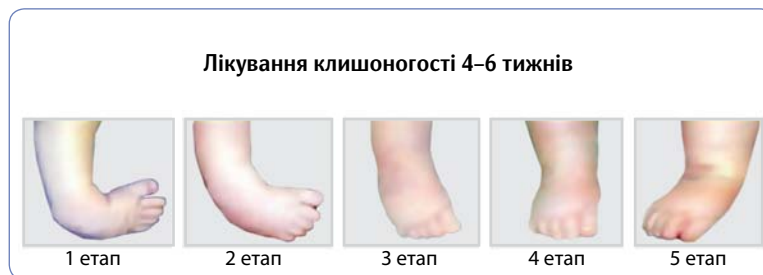 Лікування клишоногості 4–6 тижнів
1 етап
2 етап
3 етап
4 етап
5 етап